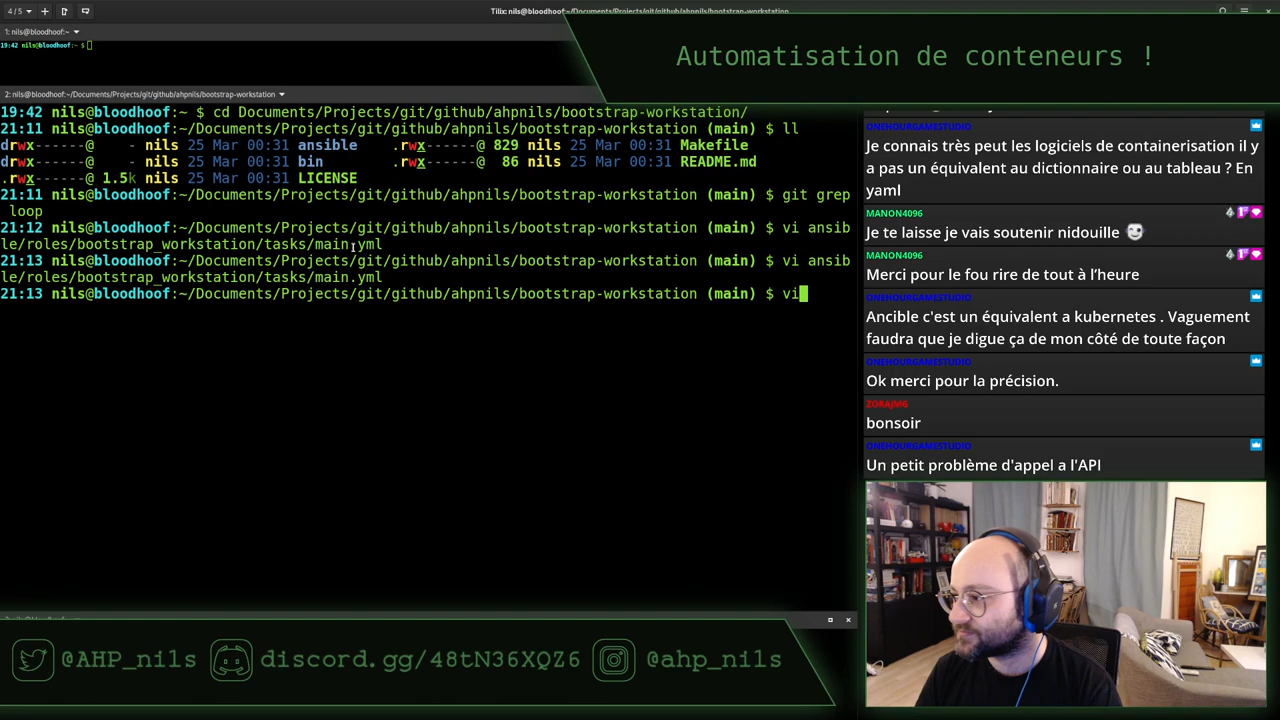 4 / 5
Tilix: nils@bloodhoof:~/Documents/Projects/git/github/ahpnils/bootstrap-workstation
1: nils@bloodhoof:~
19:42 nils@bloodhoof:~ $
2: nils@bloodhoof:~/Documents/Projects/git/github/ahpnils/bootstrap-workstation
19:42 nils@bloodhoof:~ $ cd Documents/Projects/git/github/ahpnils/bootstrap-workstation/
21:11 nils@bloodhoof:~/Documents/Projects/git/github/ahpnils/bootstrap-workstation (main) $ ll
drwx------@ - nils 25 Mar 00:31 ansible .rwx------@ 829 nils 25 Mar 00:31 Makefile
drwx------@ - nils 25 Mar 00:31 bin .rwx------@ 86 nils 25 Mar 00:31 README.md
.rwx------@ 1.5k nils 25 Mar 00:31 LICENSE
21:11 nils@bloodhoof:~/Documents/Projects/git/github/ahpnils/bootstrap-workstation (main) $ git grep
loop
21:12 nils@bloodhoof:~/Documents/Projects/git/github/ahpnils/bootstrap-workstation (main) $ vi ansib
le/roles/bootstrap_workstation/tasks/main.yml
21:13 nils@bloodhoof:~/Documents/Projects/git/github/ahpnils/bootstrap-workstation (main) $ vi ansib
le/roles/bootstrap_workstation/tasks/main.yml
21:13 nils@bloodhoof:~/Documents/Projects/git/github/ahpnils/bootstrap-workstation (main) $ vi
Automatisation de conteneurs !
ONEHOURGAMESTUDIO
Je connais très peut les logiciels de containerisation il y
a pas un équivalent au dictionnaire ou au tableau ? En
yaml
MANON4096
Je te laisse je vais soutenir nidouille
MANON4096
Merci pour le fou rire de tout à l'heure
ONEHOURGAMESTUDIO
Ancible c'est un équivalent a kubernetes . Vaguement
faudra que je digue ça de mon côté de toute façon
ONEHOURGAMESTUDIO
Ok merci pour la précision.
ZORAJM6
bonsoir
ONEHOURGAMESTUDIO
Un petit problème d'appel a l'API
@AHP_nils
discord.gg/48tN36XQZ6
@ahp_nils